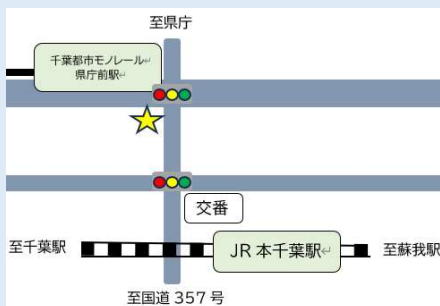 至県庁
千葉都市モノレール
県庁前駅
交番
至千葉駅
JR 本千葉駅
至蘇我駅
至国道 357 号